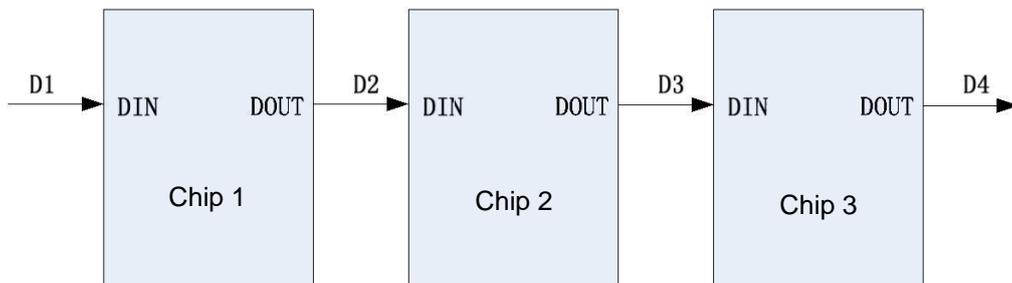 D1 D2 D3 D4
DIN DOUT DIN DOUT DIN DOUT
Chip 1 Chip 2 Chip 3